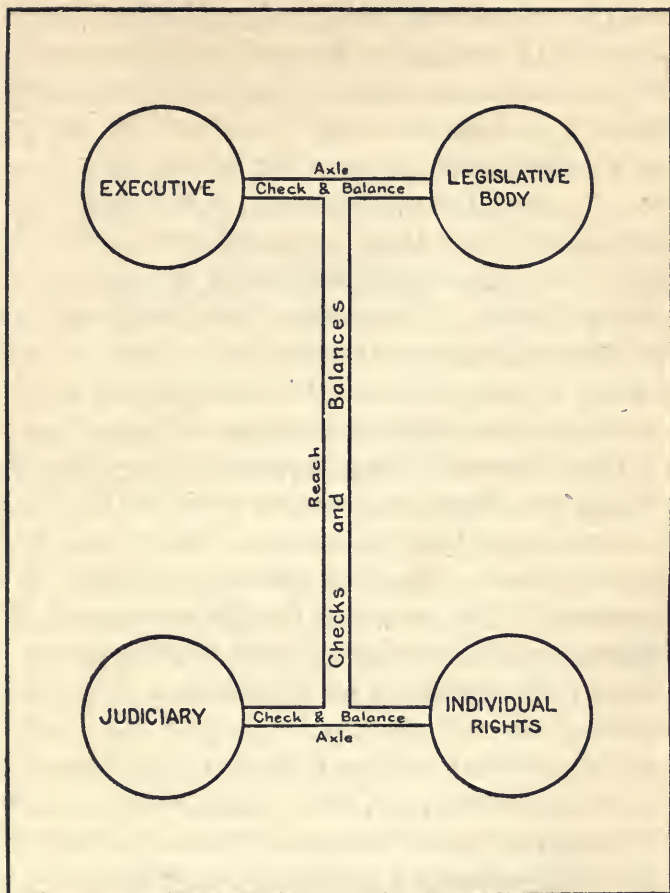 Axle
EXECUTIVE
Check & Balance
LEGISLATIVE
BODY
Reach
Checks and Balances
JUDICIARY
Check & Balance
INDIVIDUAL
RIGHTS
Axle